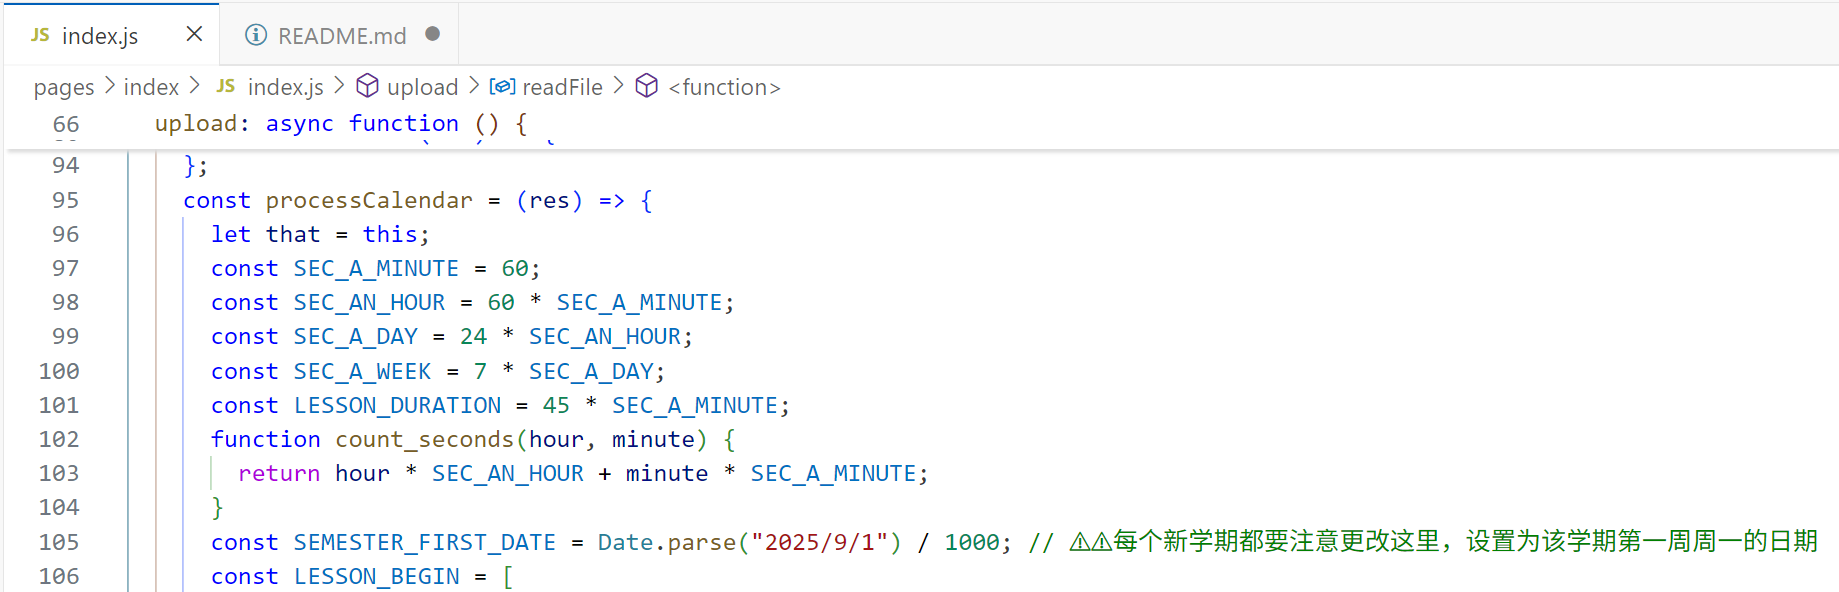 JS index.js × README.md ●
pages > index > JS index.js > upload > readFile > <function>
66 upload: async function () {
94 };
95 const processCalendar = (res) => {
96 let that = this;
97 const SEC_A_MINUTE = 60;
98 const SEC_AN_HOUR = 60 * SEC_A_MINUTE;
99 const SEC_A_DAY = 24 * SEC_AN_HOUR;
100 const SEC_A_WEEK = 7 * SEC_A_DAY;
101 const LESSON_DURATION = 45 * SEC_A_MINUTE;
102 function count_seconds(hour, minute) {
103 return hour * SEC_AN_HOUR + minute * SEC_A_MINUTE;
104 }
105 const SEMESTER_FIRST_DATE = Date.parse("2025/9/1") / 1000; // ⚠⚠每个新学期都要注意更改这里，设置为该学期第一周周一的日期
106 const LESSON_BEGIN = [